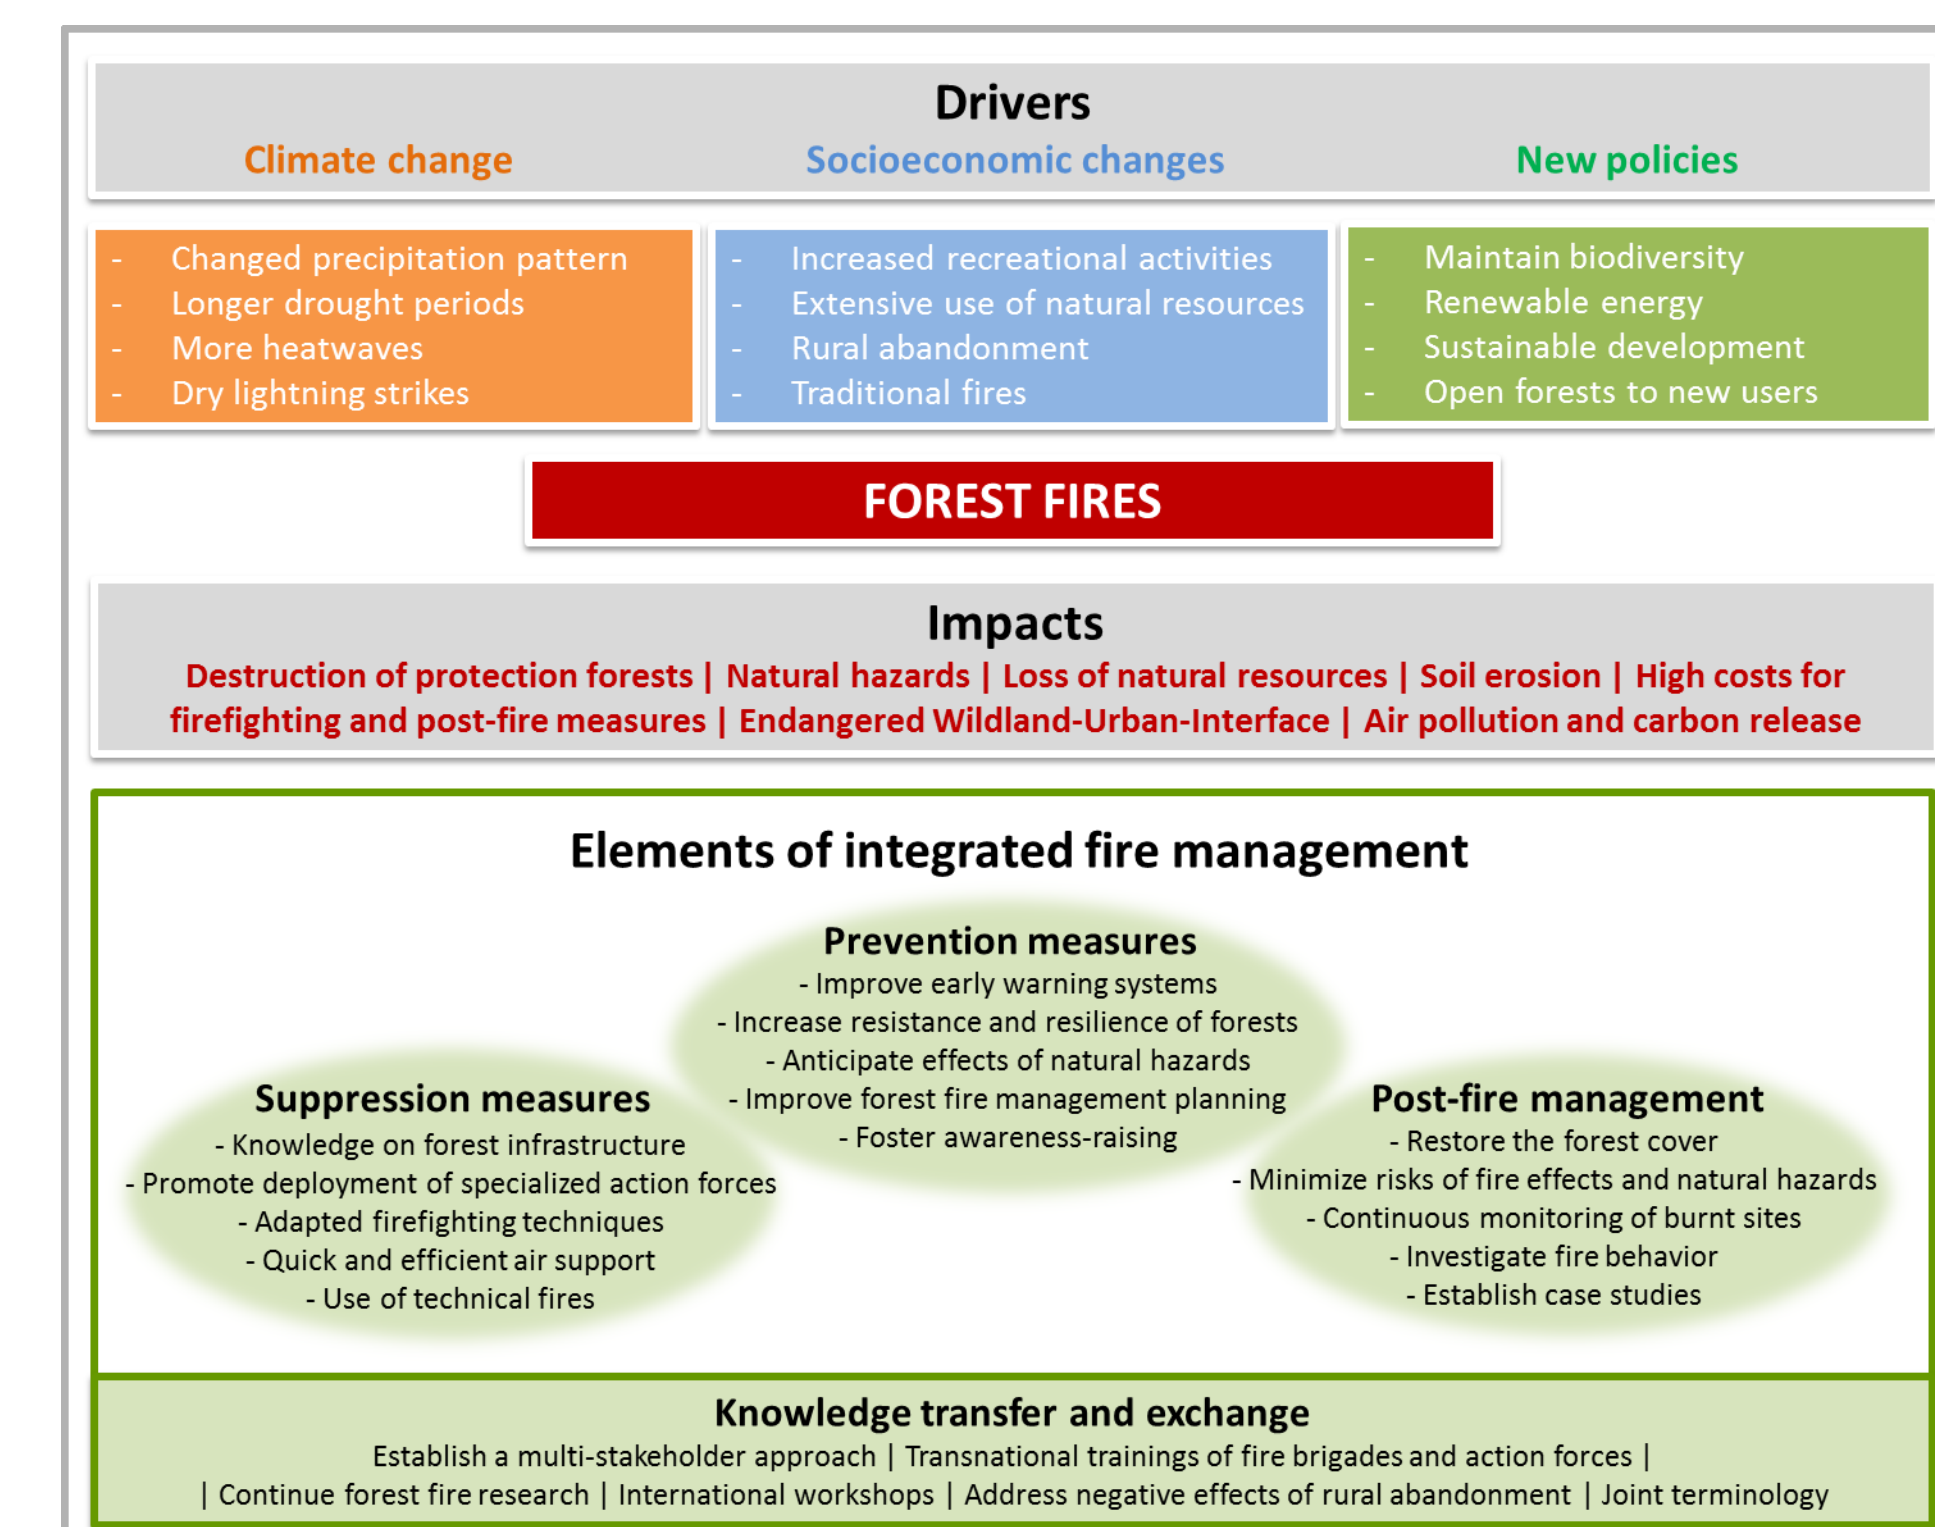 Drivers
Climate change Socioeconomic changes New policies
- Changed precipitation pattern
- Longer drought periods
- More heatwaves
- Dry lightning strikes
- Increased recreational activities
- Extensive use of natural resources
- Rural abandonment
- Traditional fires
- Maintain biodiversity
- Renewable energy
- Sustainable development
- Open forests to new users
FOREST FIRES
Impacts
Destruction of protection forests | Natural hazards | Loss of natural resources | Soil erosion | High costs for
firefighting and post-fire measures | Endangered Wildland-Urban-Interface | Air pollution and carbon release
Elements of integrated fire management
Prevention measures
- Improve early warning systems
- Increase resistance and resilience of forests
- Anticipate effects of natural hazards
- Improve forest fire management planning
- Foster awareness-raising
Suppression measures
- Knowledge on forest infrastructure
- Promote deployment of specialized action forces
- Adapted firefighting techniques
- Quick and efficient air support
- Use of technical fires
Post-fire management
- Restore the forest cover
- Minimize risks of fire effects and natural hazards
- Continuous monitoring of burnt sites
- Investigate fire behavior
- Establish case studies
Knowledge transfer and exchange
Establish a multi-stakeholder approach | Transnational trainings of fire brigades and action forces |
| Continue forest fire research | International workshops | Address negative effects of rural abandonment | Joint terminology